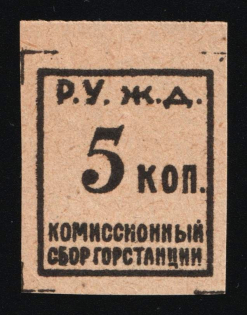 Р.У. Ж.Д.
5 КОП.
КОМИССИОННЫЙ
СБОР ГОРСТАНЦИИ